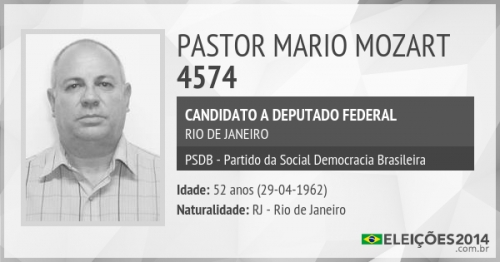 PASTOR MARIO MOZART
4574
CANDIDATO A DEPUTADO FEDERAL
RIO DE JANEIRO
PSDB - Partido da Social Democracia Brasileira
Idade: 52 anos (29-04-1962)
Naturalidade: RJ - Rio de Janeiro
ELEIÇÕES2014
.com.br